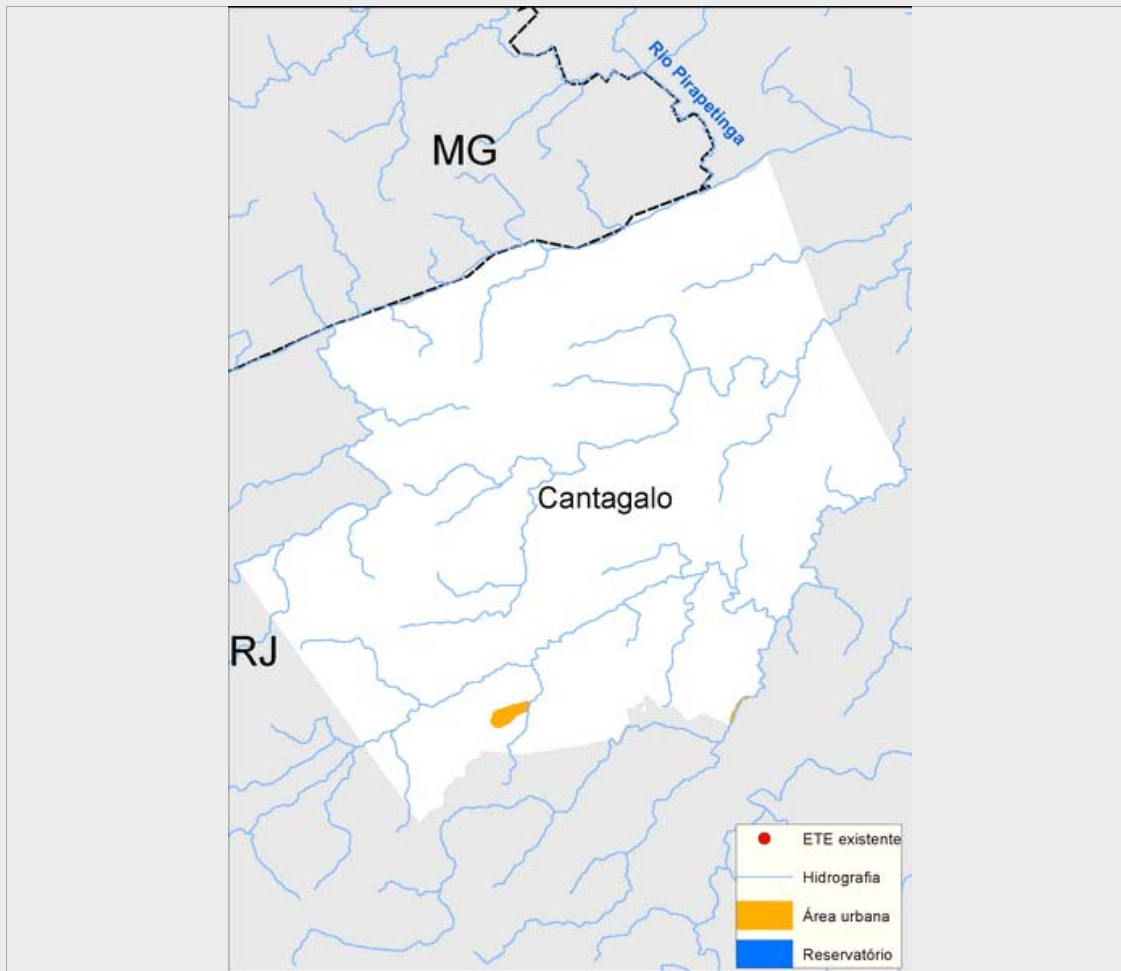 Rio Pirapetinga
MG
Cantagalo
RJ
ETE existente
Hidrografia
Área urbana
Reservatório